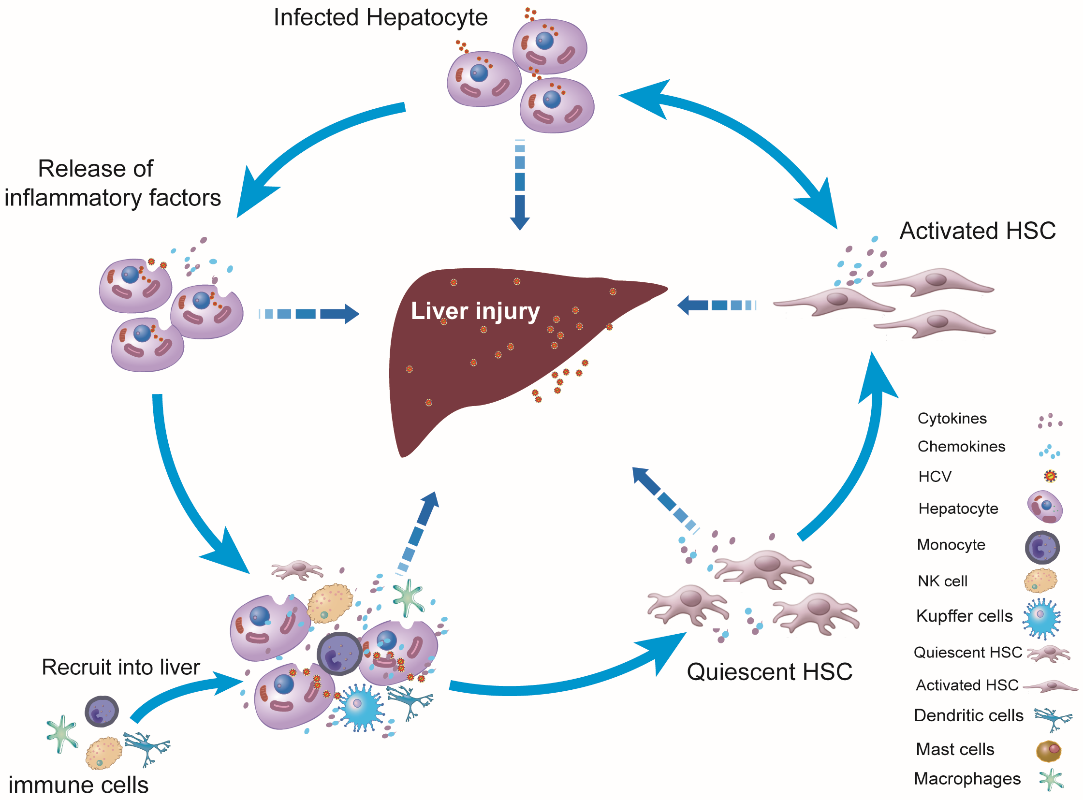 Infected Hepatocyte
Release of
inflammatory factors
Activated HSC
Liver injury
Recruit into liver
immune cells
Quiescent HSC
Cytokines
Chemokines
HCV
Hepatocyte
Monocyte
NK cell
Kupffer cells
Quiescent HSC
Activated HSC
Dendritic cells
Mast cells
Macrophages